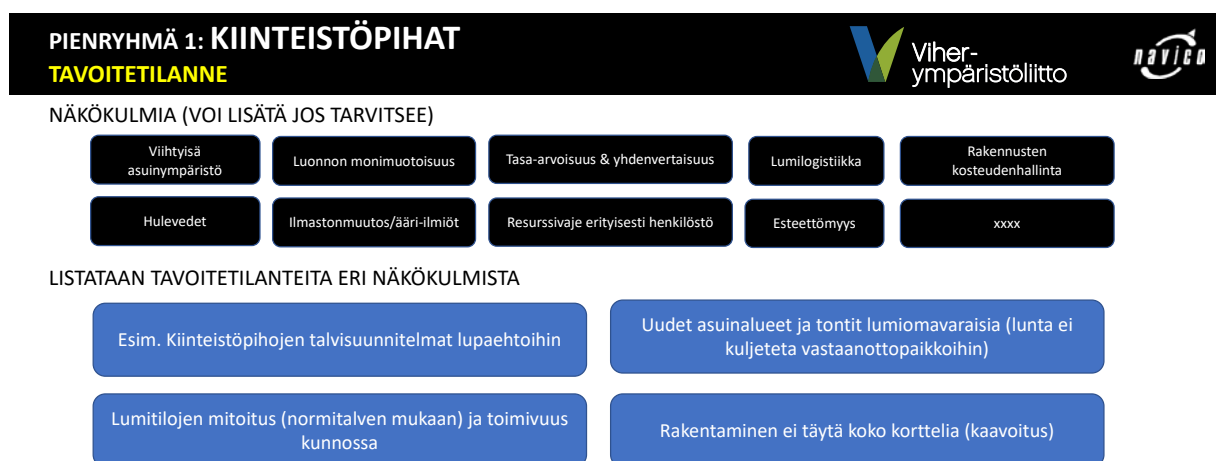 PIENRYHMÄ 1: KIINTEISTÖPIHAT
TAVOITETILANNE
Viher-
ympäristöliitto
navico
NÄKÖKULMIA (VOI LISÄTÄ JOS TARVITSEE)
Viihtyisä
asuinympäristö
Luonnon monimuotoisuus
Tasa-arvoisuus & yhdenvertaisuus
Lumilogistiikka
Rakennusten
kosteudenhallinta
Hulevedet
Ilmastonmuutos/ääri-ilmiöt
Resurssivaje erityisesti henkilöstö
Esteettömyys
xxxx
LISTATAAN TAVOITETILANTEITA ERI NÄKÖKULMISTA
Esim. Kiinteistöpihojen talvisuunnitelmat lupaehtoihin
Uudet asuinalueet ja tontit lumiomavaraisia (lunta ei
kuljeteta vastaanottopaikkoihin)
Lumitilojen mitoitus (normitalven mukaan) ja toimivuus
kunnossa
Rakentaminen ei täytä koko korttelia (kaavoitus)